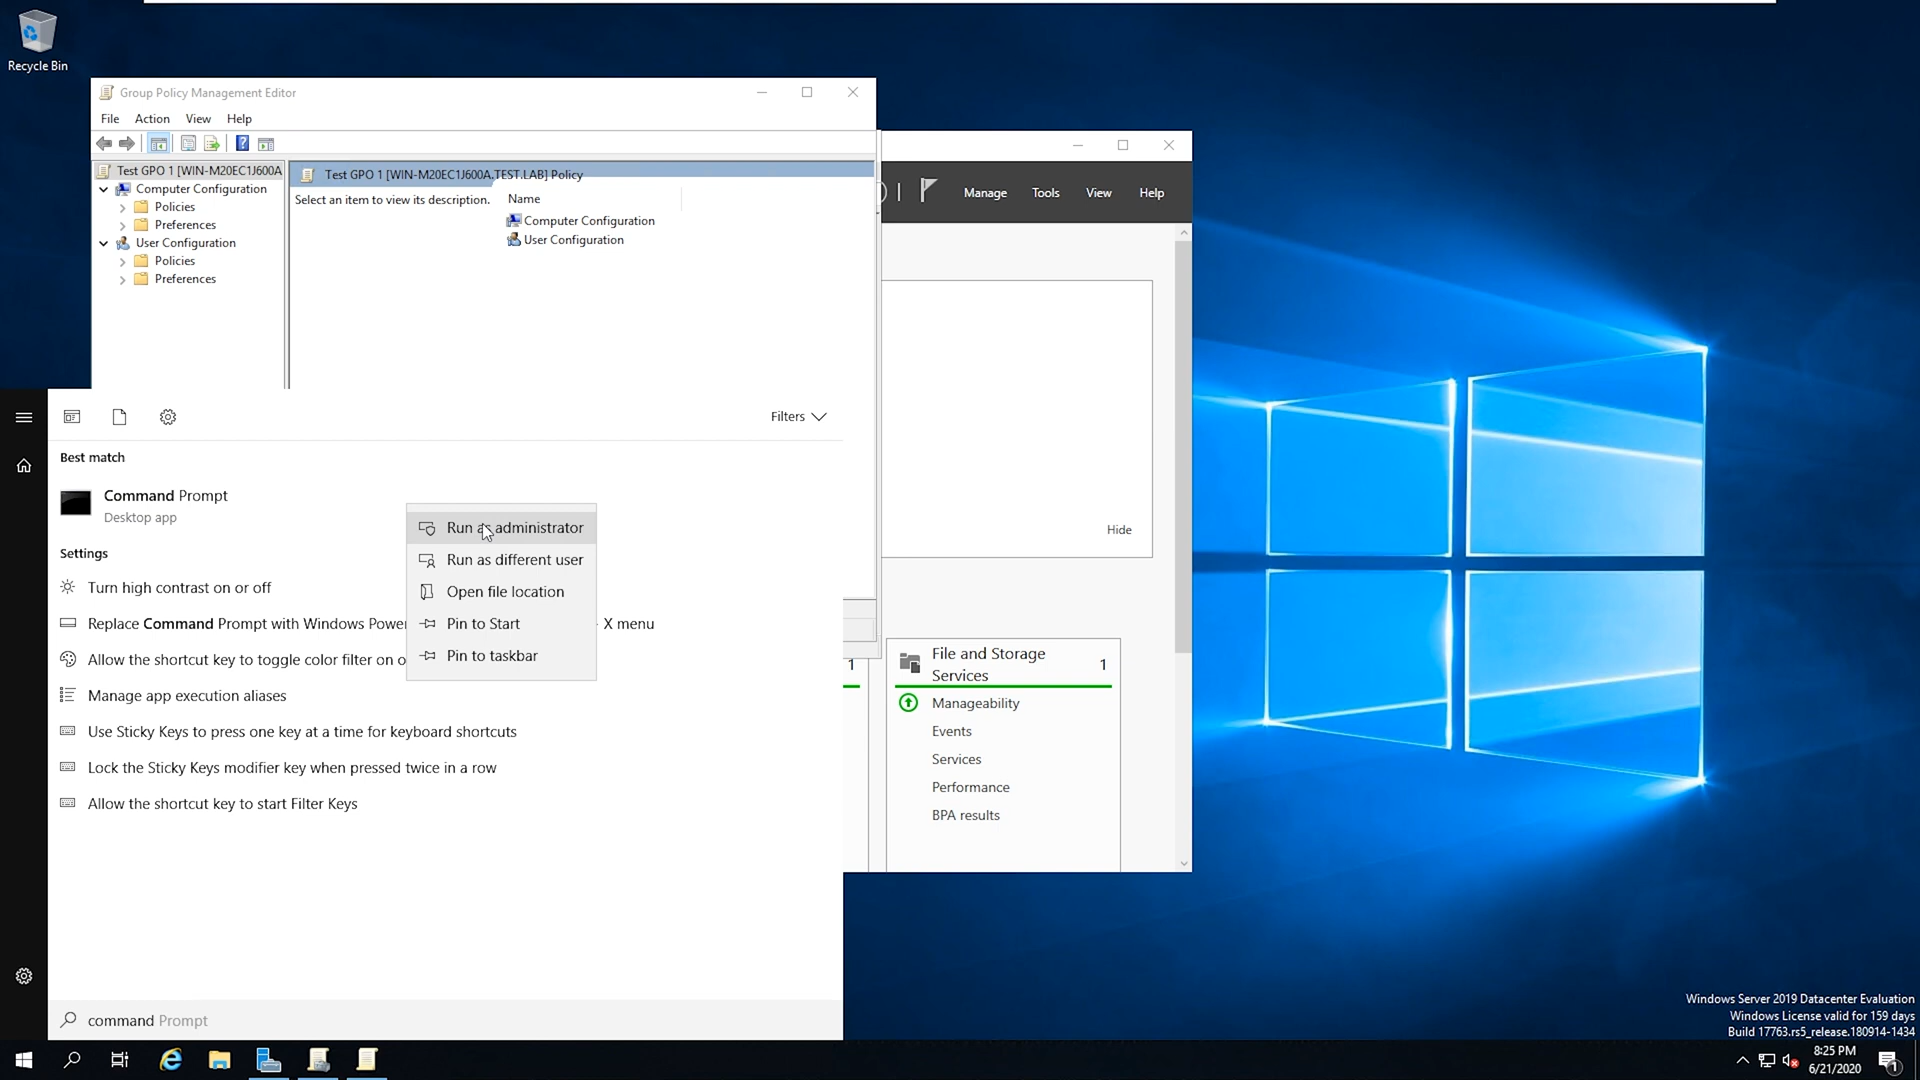 Recycle Bin
Group Policy Management Editor
File Action View Help
Test GPO 1 [WIN-M20EC1J600A
Computer Configuration
Policies
Preferences
User Configuration
Policies
Preferences
Test GPO 1 [WIN-M20EC1J600A.TEST.LAB] Policy
Select an item to view its description.
Name
Computer Configuration
User Configuration
Manage Tools View Help
Hide
Filters
Best match
Command Prompt
Desktop app
Settings
Turn high contrast on or off
Replace Command Prompt with Windows Power
X menu
Allow the shortcut key to toggle color filter on o
Manage app execution aliases
Use Sticky Keys to press one key at a time for keyboard shortcuts
Lock the Sticky Keys modifier key when pressed twice in a row
Allow the shortcut key to start Filter Keys
Run as administrator
Run as different user
Open file location
Pin to Start
Pin to taskbar
1
File and Storage
Services
1
Manageability
Events
Services
Performance
BPA results
command Prompt
Windows Server 2019 Datacenter Evaluation
Windows License valid for 159 days
Build 17763.rs5_release.180914-1434
8:25 PM
6/21/2020
1